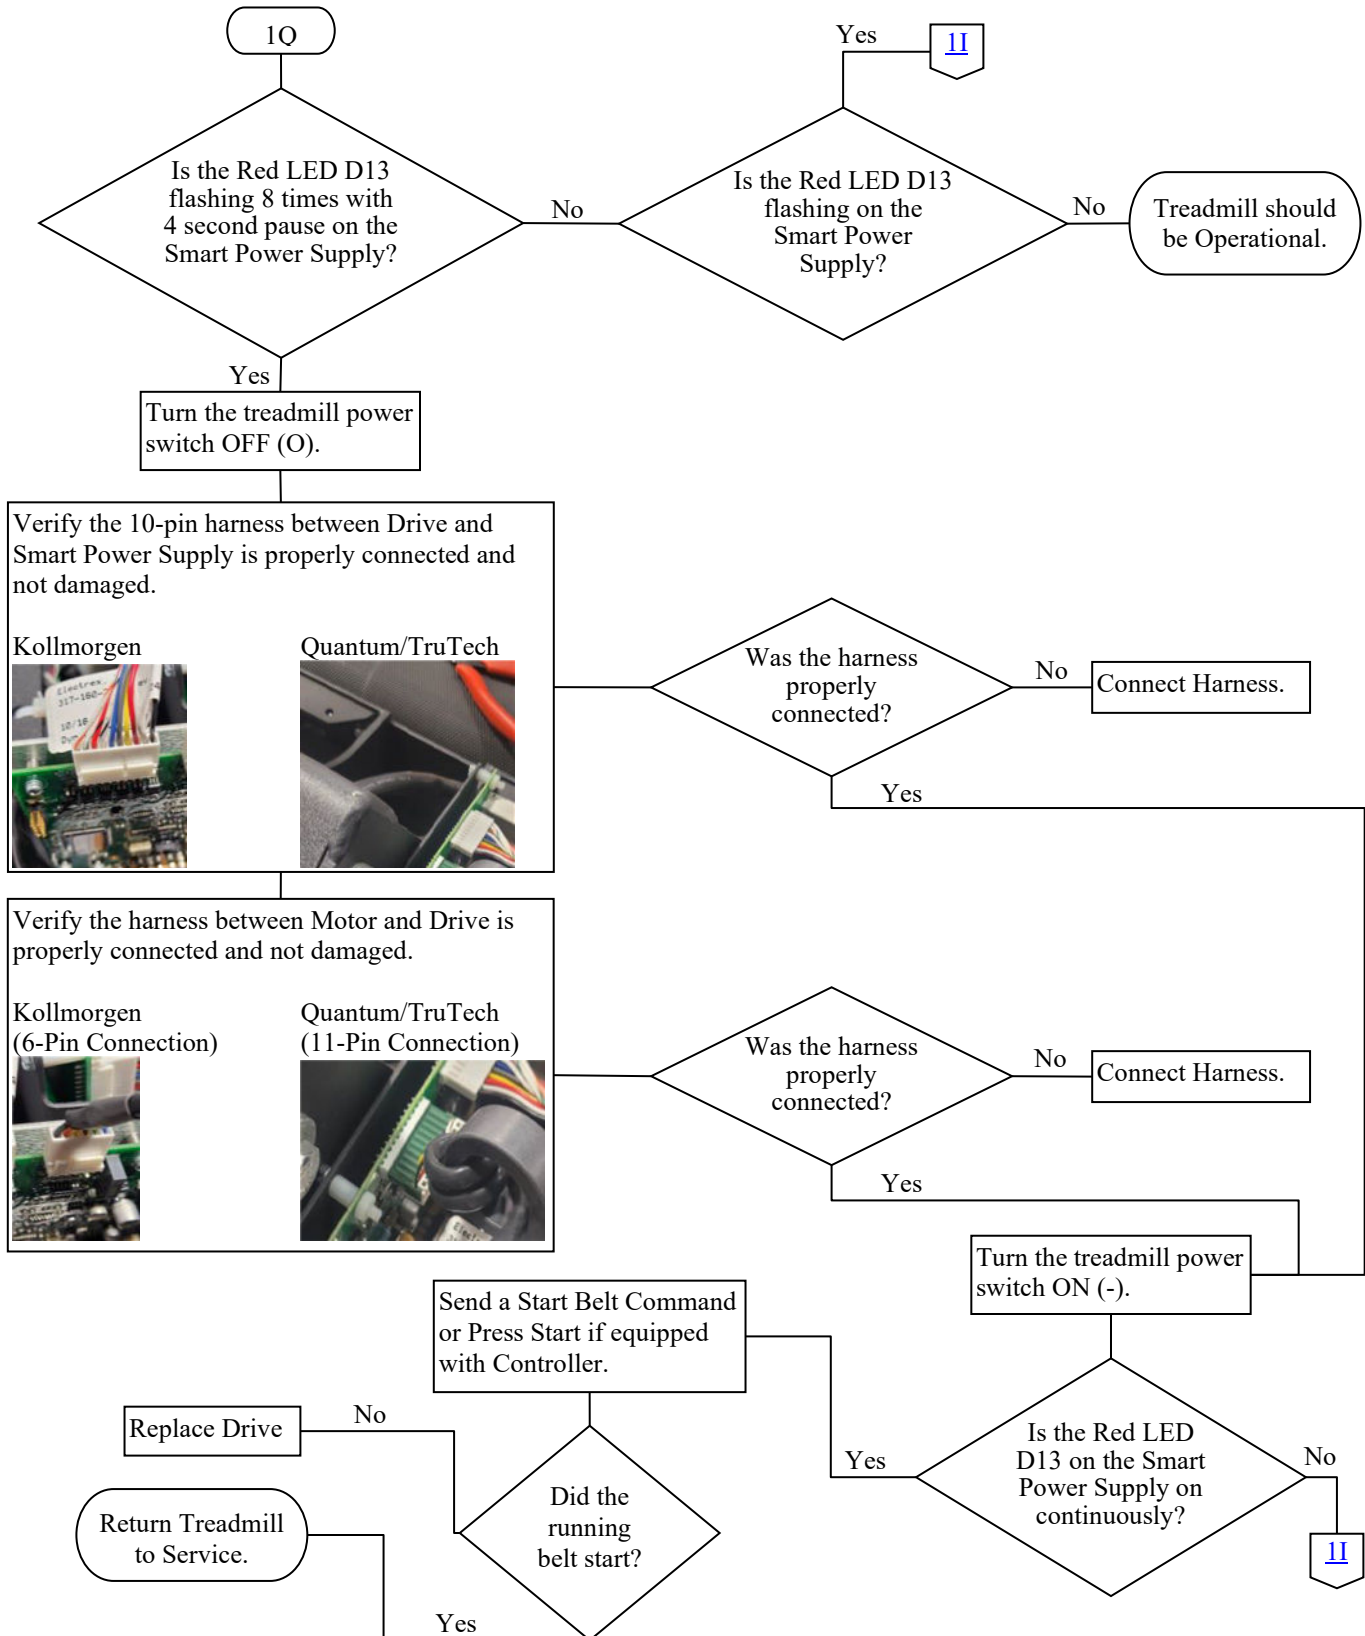 1Q
Yes
1I
Is the Red LED D13
flashing 8 times with
4 second pause on the
Smart Power Supply?
No
Is the Red LED D13
flashing on the
Smart Power
Supply?
No
Treadmill should
be Operational.
Yes
Turn the treadmill power
switch OFF (O).
Verify the 10-pin harness between Drive and
Smart Power Supply is properly connected and
not damaged.
Kollmorgen
Quantum/TruTech
Electrex
317-160-
10/16
Was the harness
properly
connected?
No
Connect Harness.
Yes
Verify the harness between Motor and Drive is
properly connected and not damaged.
Kollmorgen
(6-Pin Connection)
Quantum/TruTech
(11-Pin Connection)
Was the harness
properly
connected?
No
Connect Harness.
Yes
Turn the treadmill power
switch ON (-).
Send a Start Belt Command
or Press Start if equipped
with Controller.
Is the Red LED
D13 on the Smart
Power Supply on
continuously?
Yes
No
1I
Replace Drive
No
Did the
running
belt start?
Return Treadmill
to Service.
Yes